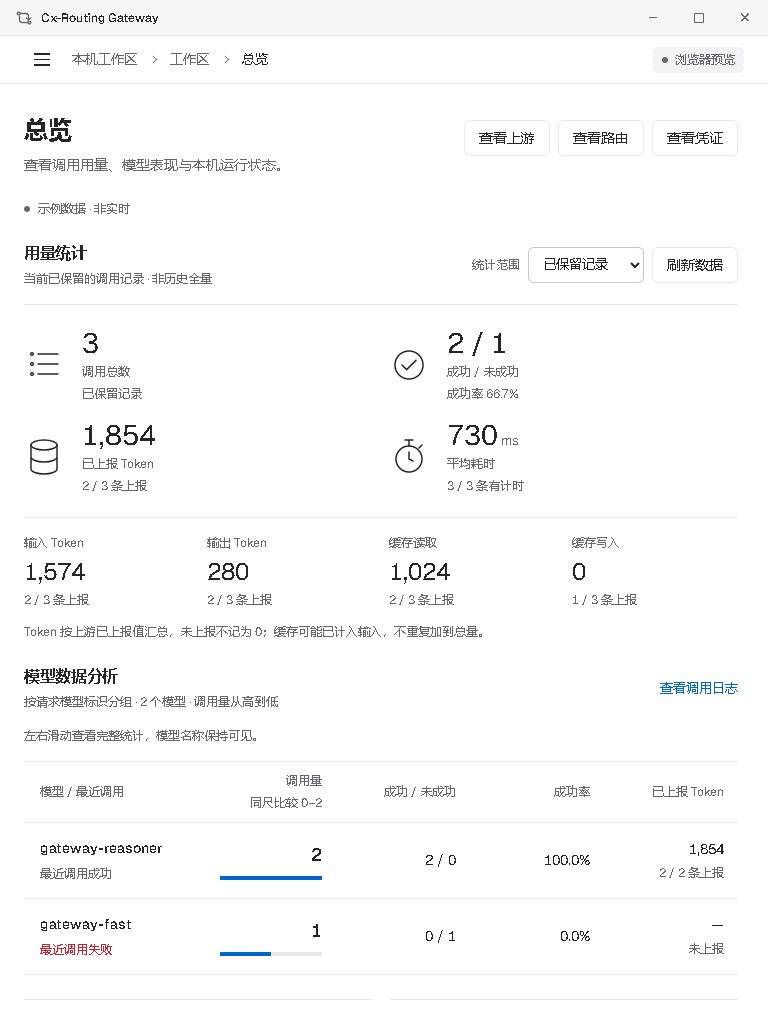 Cx-Routing Gateway
本机工作区 > 工作区 > 总览
浏览器预览
总览
查看上游
查看路由
查看凭证
查看调用用量、模型表现与本机运行状态。
示例数据 · 非实时
用量统计
当前已保留的调用记录 · 非历史全量
统计范围
已保留记录
刷新数据
3
调用总数
已保留记录
2 / 1
成功 / 未成功
成功率 66.7%
1,854
已上报 Token
2 / 3 条上报
730 ms
平均耗时
3 / 3 条有计时
输入 Token
1,574
2 / 3 条上报
输出 Token
280
2 / 3 条上报
缓存读取
1,024
2 / 3 条上报
缓存写入
0
1 / 3 条上报
Token 按上游已上报值汇总，未上报不记为 0；缓存可能已计入输入，不重复加到总量。
模型数据分析
按请求模型标识分组 · 2 个模型 · 调用量从高到低
查看调用日志
左右滑动查看完整统计，模型名称保持可见。
模型 / 最近调用
调用量
同尺比较 0–2
成功 / 未成功
成功率
已上报 Token
gateway-reasoner
最近调用成功
2
2 / 0
100.0%
1,854
2 / 2 条上报
gateway-fast
最近调用失败
1
0 / 1
0.0%
—
未上报